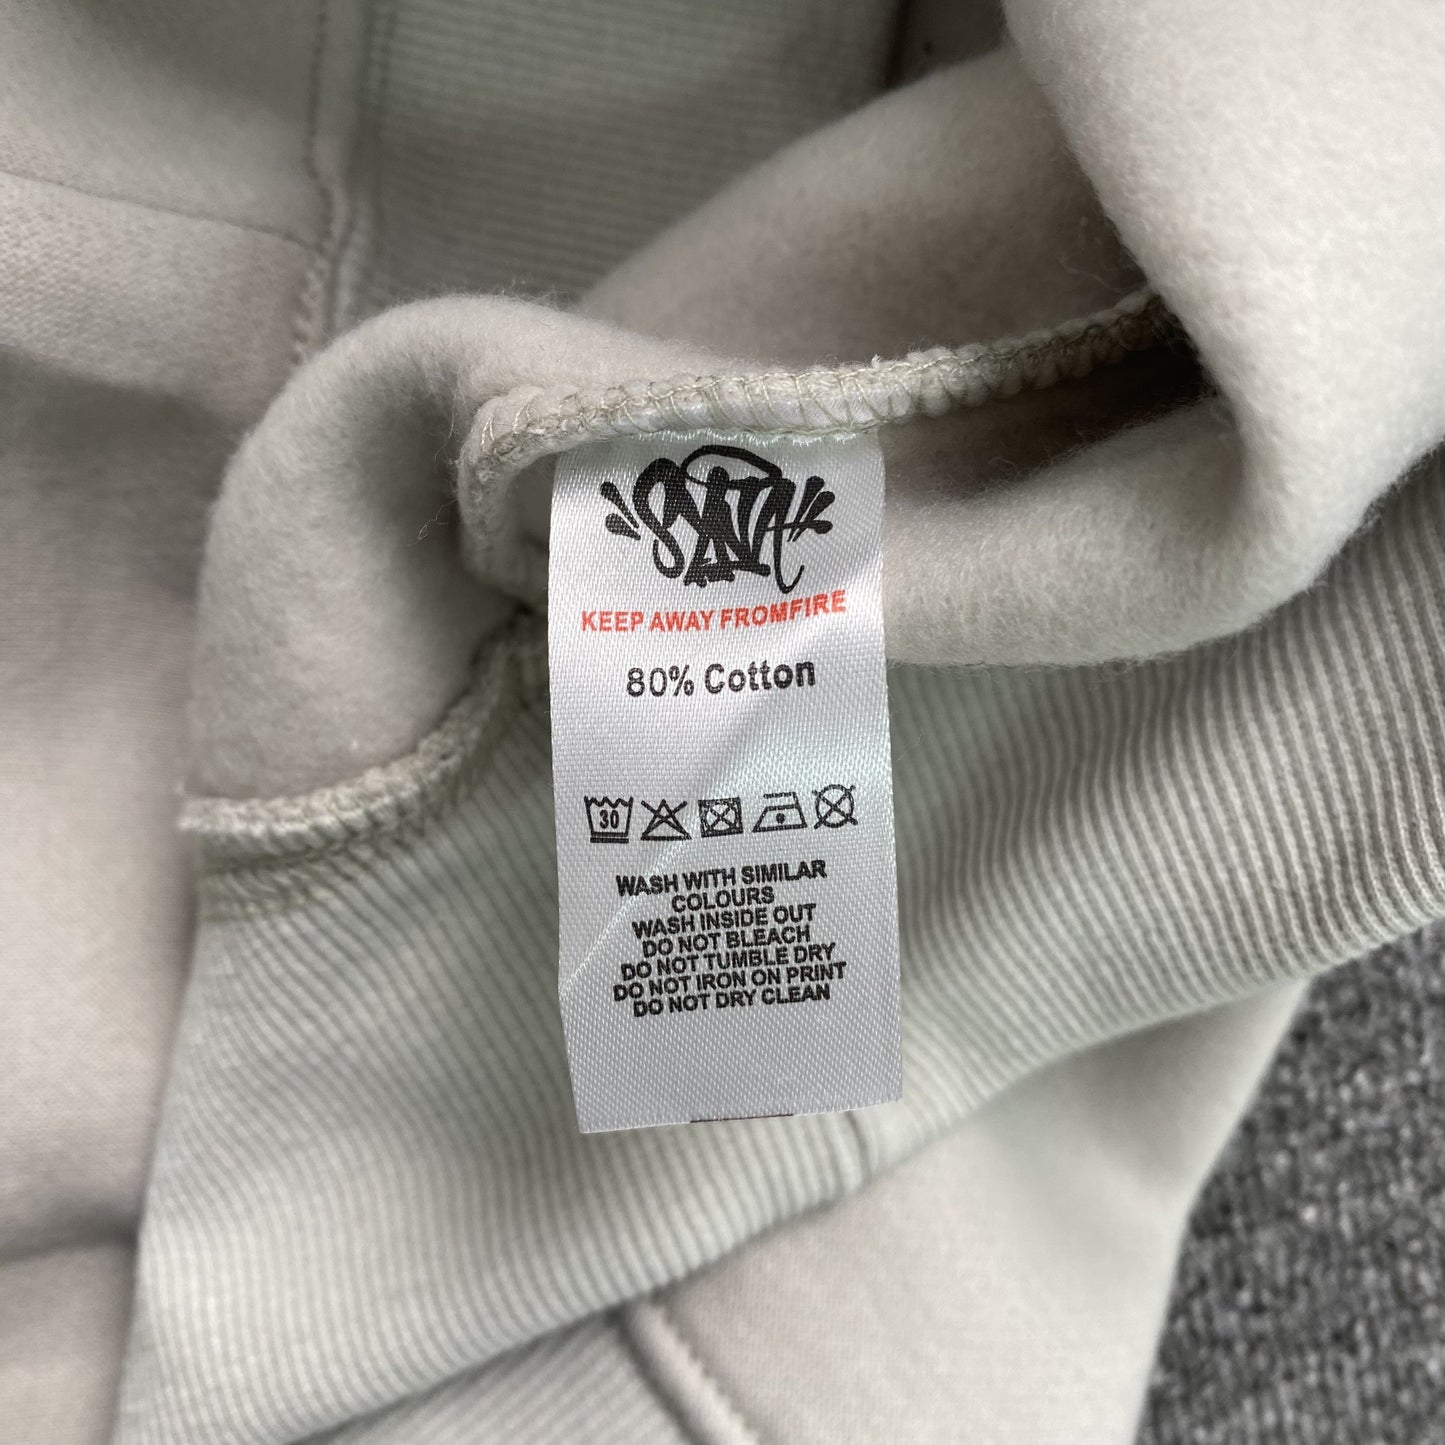 SYNA
KEEP AWAY FROMFIRE
80% Cotton
30
WASH WITH SIMILAR
COLOURS
WASH INSIDE OUT
DO NOT BLEACH
DO NOT TUMBLE DRY
DO NOT IRON ON PRINT
DO NOT DRY CLEAN